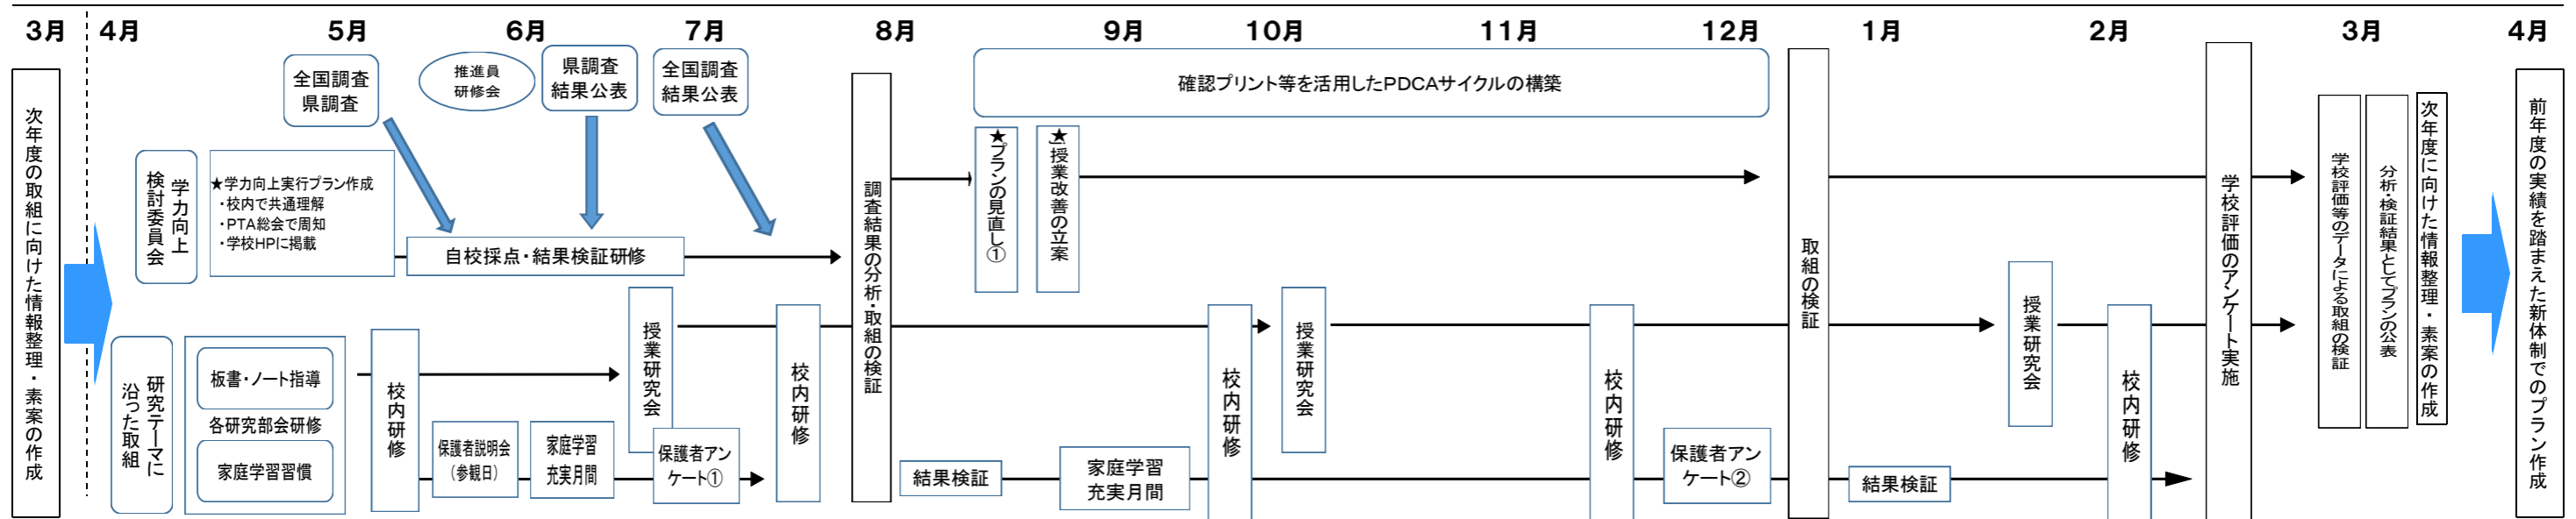 3月
4月
5月
6月
7月
8月
9月
10月
11月
12月
1月
2月
3月
4月
次年度の取組に向けた情報整理・素案の作成
学力向上
検討委員会
★学力向上実行プラン作成
・校内で共通理解
・PTA総会で周知
・学校HPに掲載
全国調査
県調査
推進員
研修会
県調査
結果公表
全国調査
結果公表
自校採点・結果検証研修
研究テーマに
沿った取組
板書・ノート指導
各研究部会研修
家庭学習習慣
校内研修
保護者説明会
(参観日)
家庭学習
充実月間
授業研究会
保護者アン
ケート①
校内研修
調査結果の分析・取組の検証
確認プリント等を活用したPDCAサイクルの構築
★プランの見直し①
★授業改善の立案
結果検証
家庭学習
充実月間
校内研修
授業研究会
校内研修
保護者アン
ケート②
取組の検証
結果検証
授業研究会
校内研修
学校評価のアンケート実施
学校評価等のデータによる取組の検証
分析・検証結果としてプランの公表
次年度に向けた情報整理・素案の作成
前年度の実績を踏まえた新体制でのプラン作成